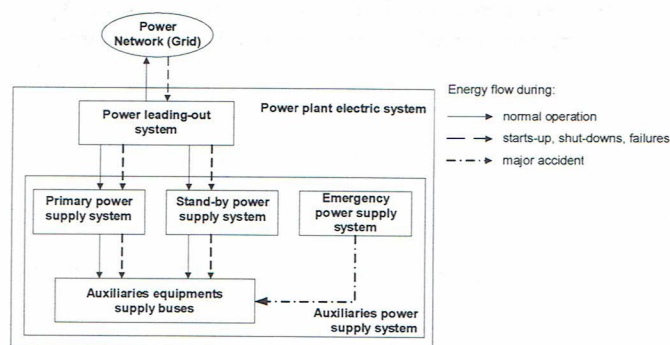 Power
Network (Grid)
Energy flow during:
Power plant electric system
Power leading-out
system
normal operation
starts-up, shut-downs, failures
major accident
Primary power
supply system
Stand-by power
supply system
Emergency
power supply
system
Auxiliaries equipments
supply buses
Auxiliaries power
supply system